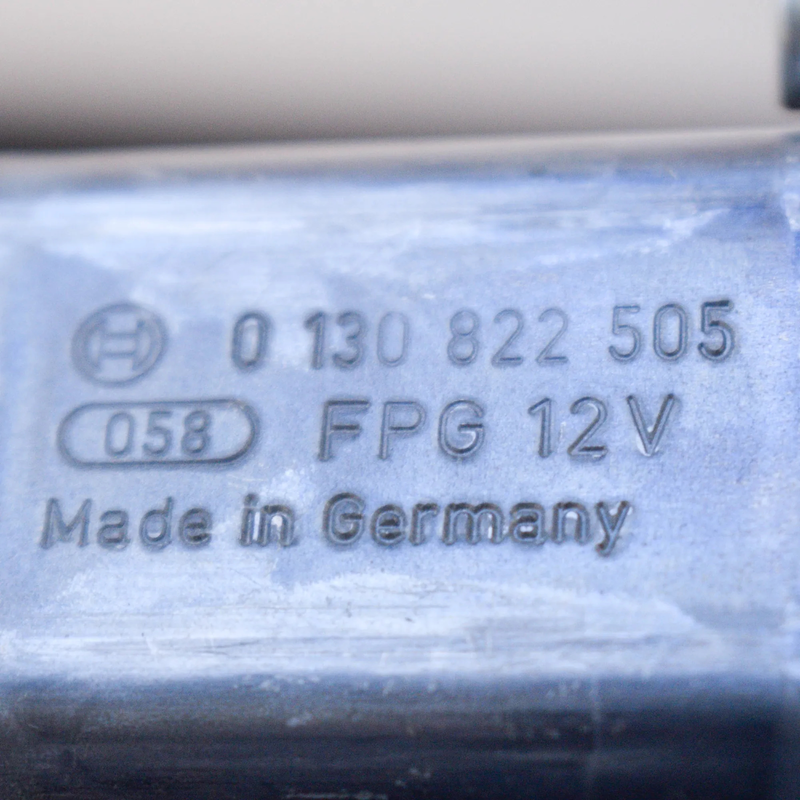 0 130 822 505
058 FPG 12V
Made in Germany